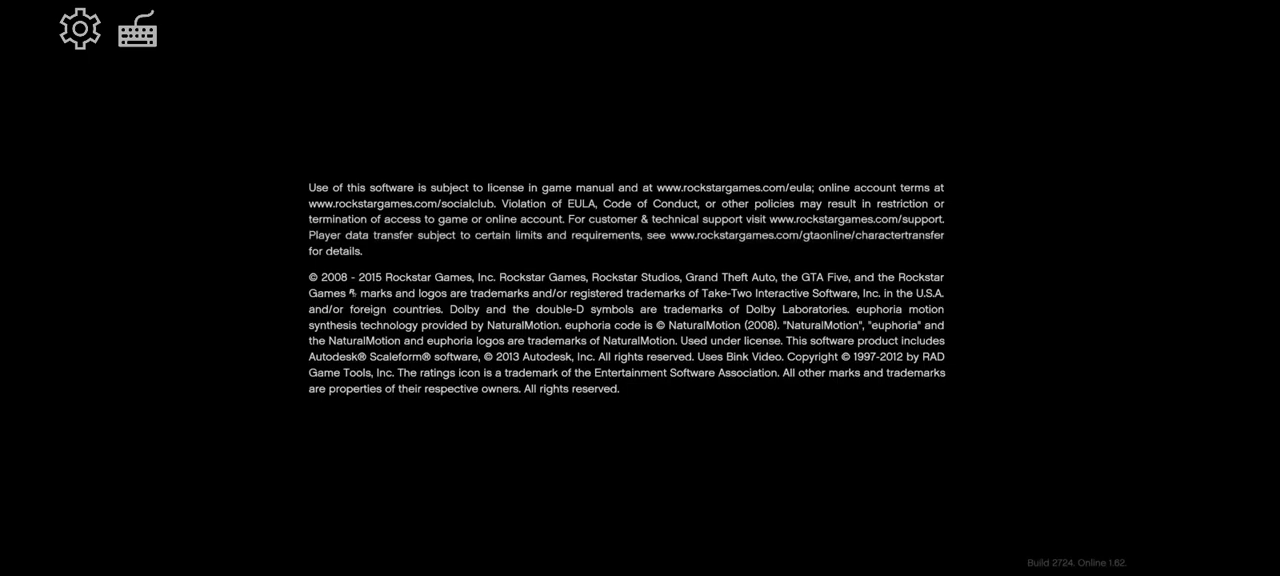 Use of this software is subject to license in game manual and at www.rockstargames.com/eula; online account terms at
www.rockstargames.com/socialclub. Violation of EULA, Code of Conduct, or other policies may result in restriction or
termination of access to game or online account. For customer & technical support visit www.rockstargames.com/support.
Player data transfer subject to certain limits and requirements, see www.rockstargames.com/gtaonline/charactertransfer
for details.
© 2008 - 2015 Rockstar Games, Inc. Rockstar Games, Rockstar Studios, Grand Theft Auto, the GTA Five, and the Rockstar
Games marks and logos are trademarks and/or registered trademarks of Take-Two Interactive Software, Inc. in the U.S.A.
and/or foreign countries. Dolby and the double-D symbols are trademarks of Dolby Laboratories. euphoria motion
synthesis technology provided by NaturalMotion. euphoria code is © NaturalMotion (2008). "NaturalMotion", "euphoria" and
the NaturalMotion and euphoria logos are trademarks of NaturalMotion. Used under license. This software product includes
Autodesk® Scaleform® software, © 2013 Autodesk, Inc. All rights reserved. Uses Bink Video. Copyright © 1997-2012 by RAD
Game Tools, Inc. The ratings icon is a trademark of the Entertainment Software Association. All other marks and trademarks
are properties of their respective owners. All rights reserved.
Build 2724. Online 1.62.